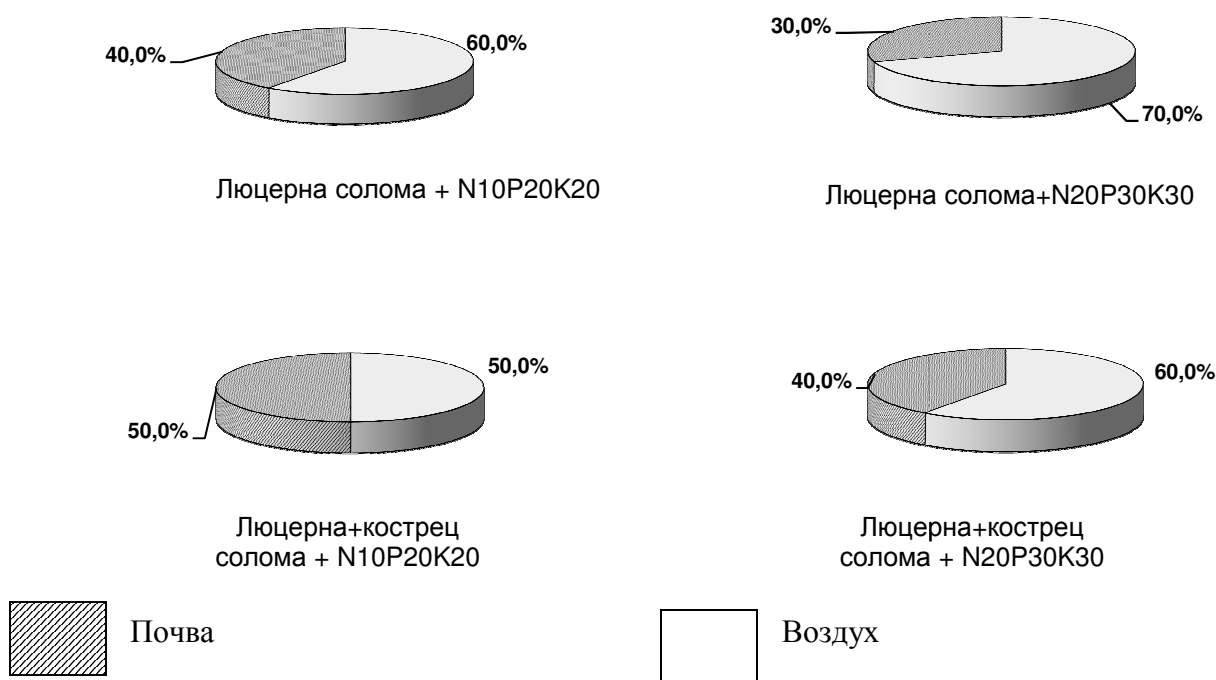 40,0%
60,0%
Люцерна солома + N10P20K20
30,0%
70,0%
Люцерна солома+N20P30K30
50,0%
50,0%
Люцерна+кострец
солома + N10P20K20
40,0%
60,0%
Люцерна+кострец
солома + N20P30K30
Почва
Воздух